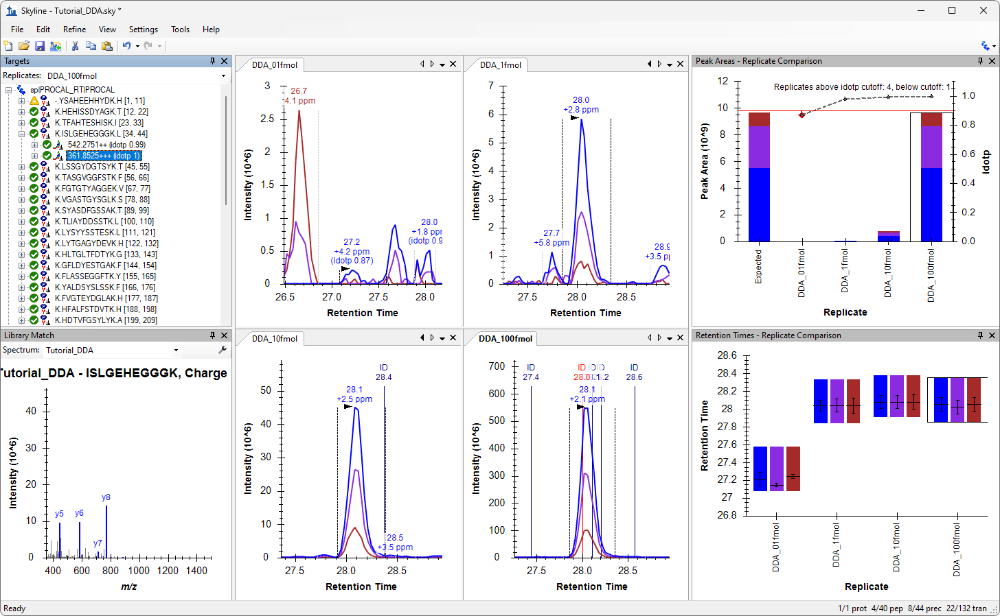 Skyline - Tutorial_DDA.sky *
File Edit Refine View Settings Tools Help
Targets
Replicates: DDA_100fmol
sp|PROCAL_RT|PROCAL
-.YSAHEEHHYDK.H [1, 11]
K.HEHISSDYAGK.T [12, 22]
K.TFAHTESHISK.I [23, 33]
K.ISLGEHEGGGK.L [34, 44]
542.2751++ (idotp 0.99)
361.8525+++ (idotp 1)
K.LSSGYDGTSYK.T [45, 55]
K.TASGVGGFSTK.F [56, 66]
K.FGTGTYAGGEK.V [67, 77]
K.VGASTGYSGLK.S [78, 88]
K.SYASDFGSSAK.T [89, 99]
K.TLIAYDDSSTK.L [100, 110]
K.LYSYYSSTESK.L [111, 121]
K.LYTGAGYDEVK.H [122, 132]
K.HLTGLTFDTYK.G [133, 143]
K.GFLDYESTGAK.F [144, 154]
K.FLASSEGGFTK.Y [155, 165]
K.YALDSYSLSSK.F [166, 176]
K.FVGTEYDGLAK.H [177, 187]
K.HFALFSTDVTK.H [188, 198]
K.HDTVFGSYLYK.A [199, 209]
Library Match
Spectrum: Tutorial_DDA
Tutorial_DDA - ISLGEHEGGGK, Charge
Intensity (10^6)
40
30
20
10
0
y5 y6 y7 y8
400 600 800 1000 1200 1400
m/z
DDA_01fmol
Intensity (10^6)
3
2.5
2
1.5
1
0.5
0
26.7
-4.1 ppm
27.2
+4.2 ppm
(idotp 0.87)
28.0
+1.8 ppr
(idotp 0.9
26.5 27.0 27.5 28.0
Retention Time
DDA_1fmol
Intensity (10^6)
7
6
5
4
3
2
1
0
28.0
+2.8 ppm
27.7
+5.8 ppm
28.9
+3.5 p
27.5 28.0 28.5
Retention Time
DDA_10fmol
Intensity (10^6)
50
40
30
20
10
0
ID
28.4
28.1
+2.5 ppm
28.5
+3.5 ppm
27.5 28.0 28.5
Retention Time
DDA_100fmol
Intensity (10^6)
700
600
500
400
300
200
100
0
ID
27.4
ID
28.0
ID
28.6
28.1
+2.1 ppm
27.5 28.0 28.5
Retention Time
Peak Areas - Replicate Comparison
Replicates above idotp cutoff: 4, below cutoff: 1
Peak Area (10^9)
12
10
8
6
4
2
0
1.0
0.8
0.6
0.4
0.2
0.0
Idotp
Expected
DDA_01fmol
DDA_1fmol
DDA_10fmol
DDA_100fmol
Replicate
Retention Times - Replicate Comparison
Retention Time
28.6
28.4
28.2
28
27.8
27.6
27.4
27.2
27
26.8
DDA_01fmol
DDA_1fmol
DDA_10fmol
DDA_100fmol
Replicate
Ready
1/1 prot 4/40 pep 8/44 prec 22/132 tran